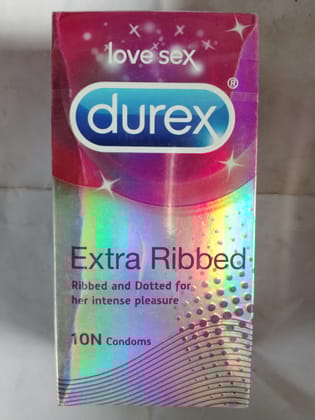 love sex
durex®
Extra Ribbed
Ribbed and Dotted for
her intense pleasure
10N Condoms